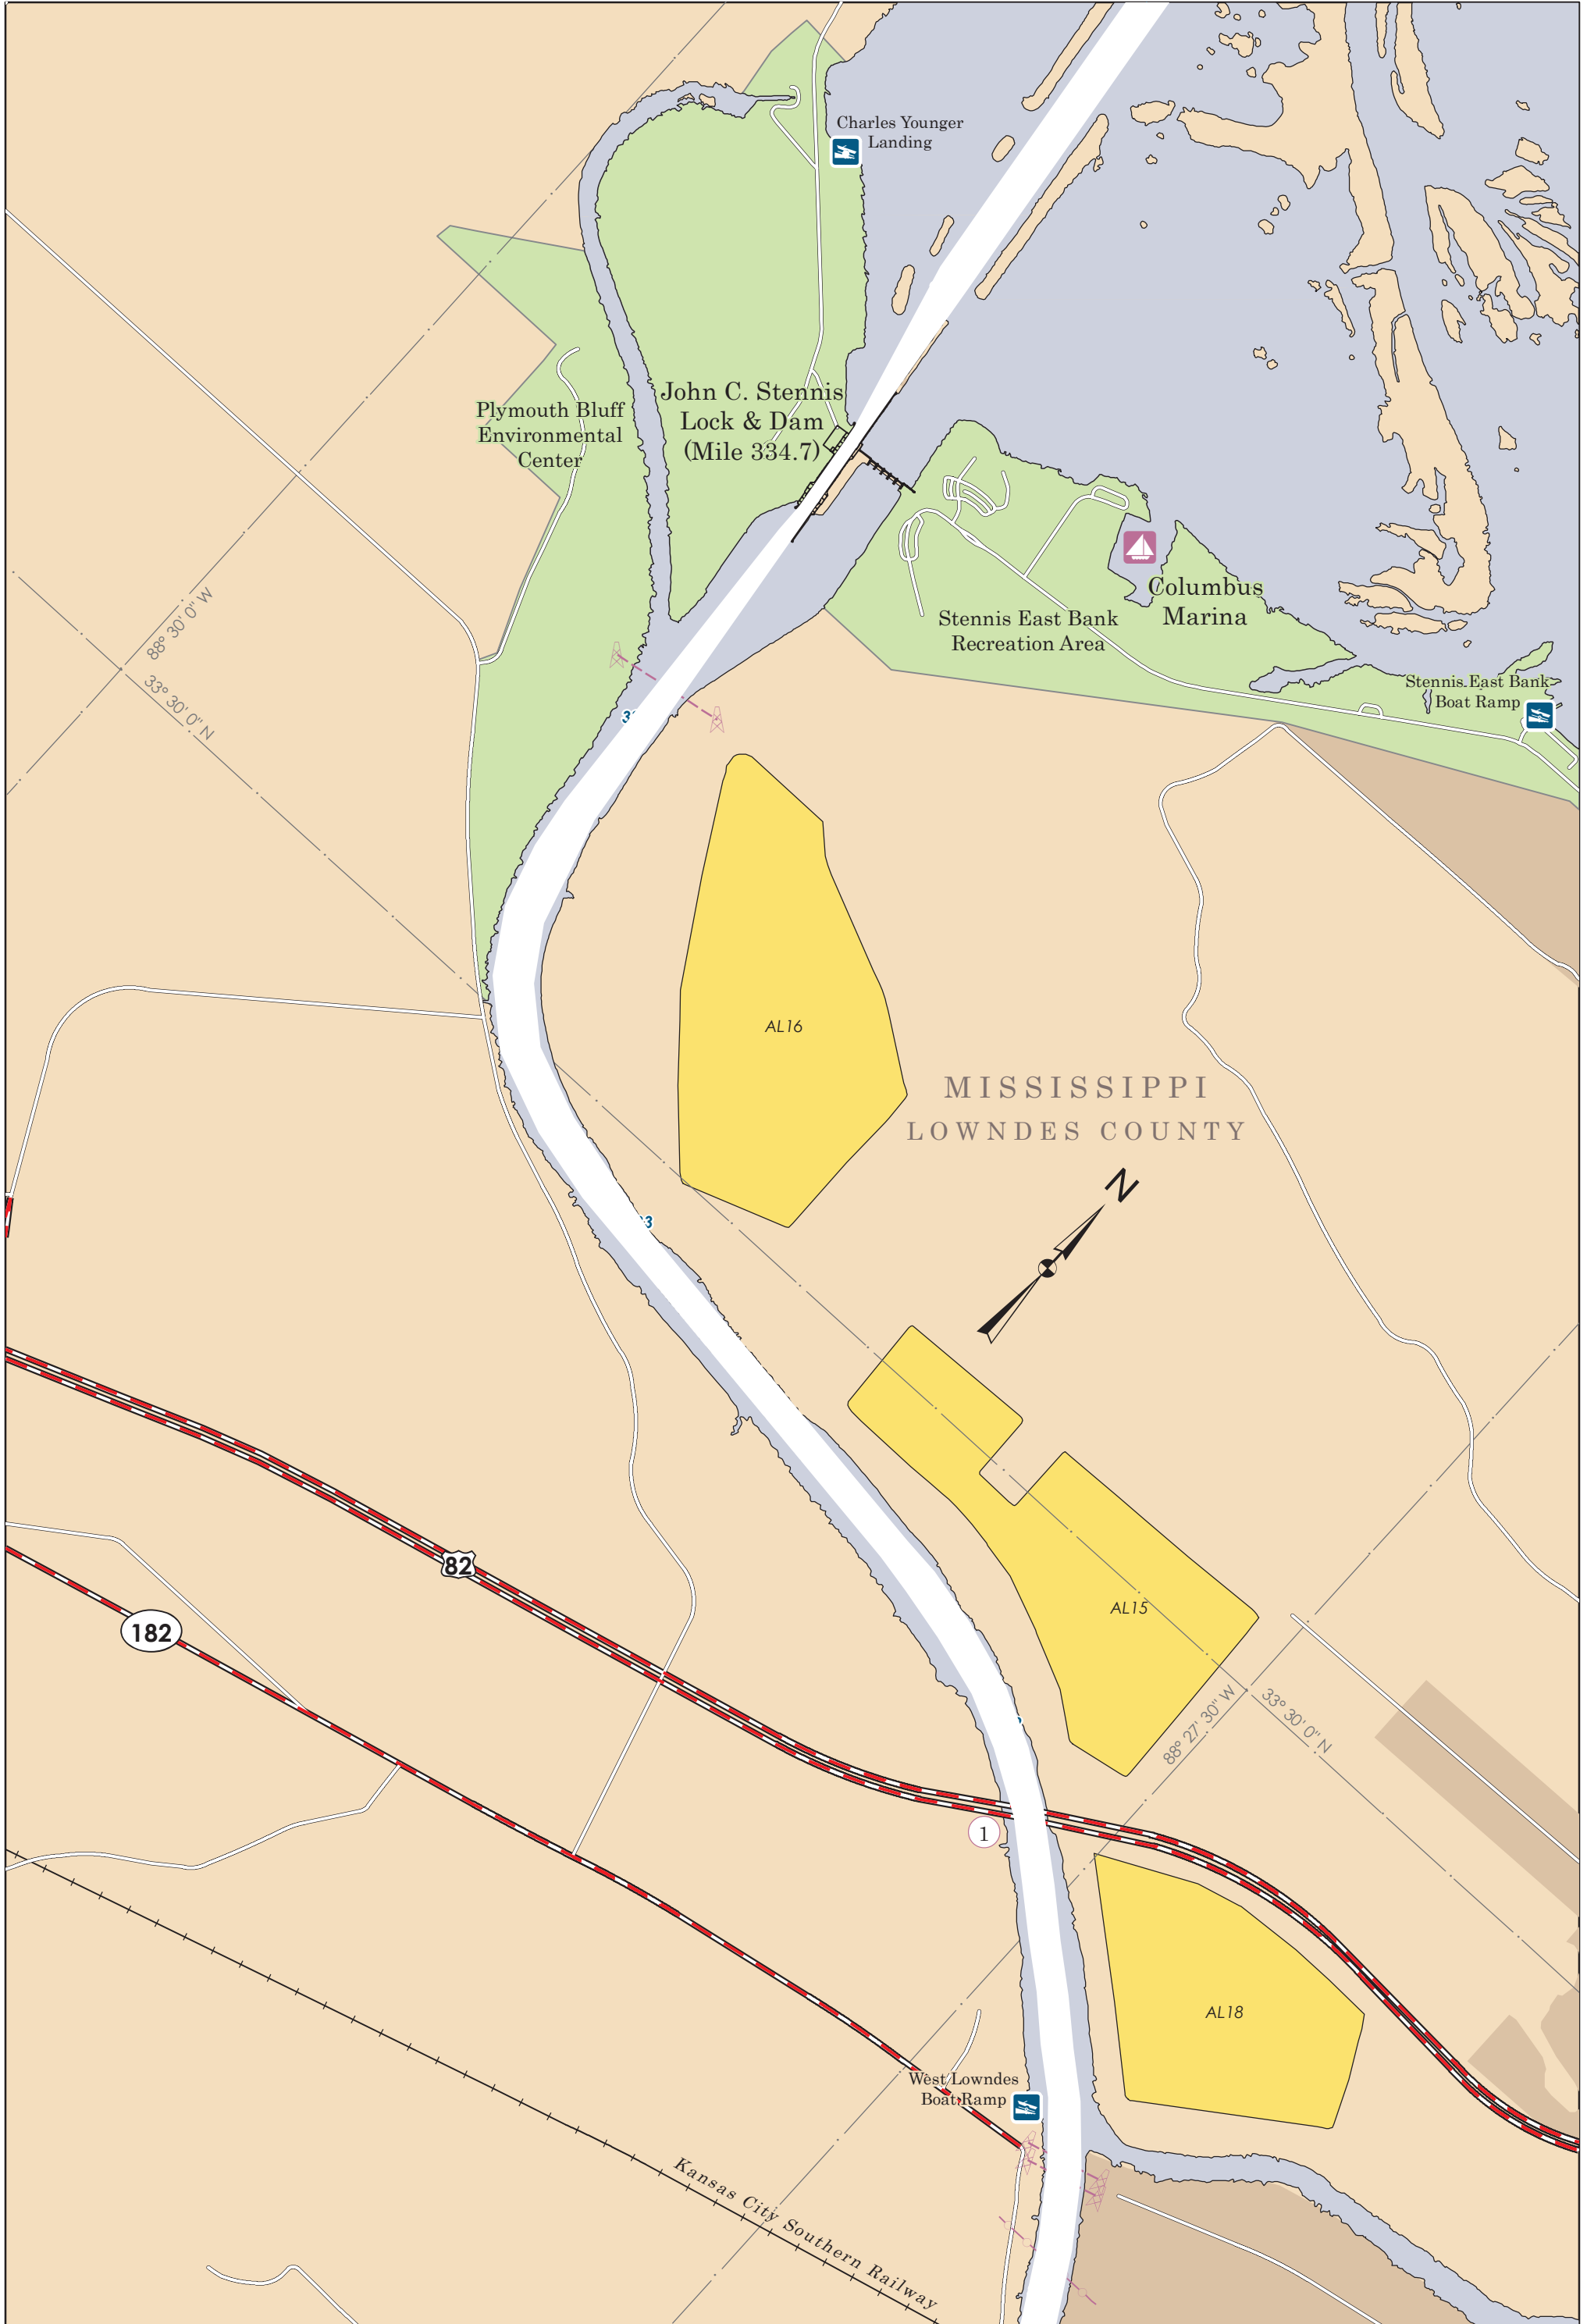 Charles Younger
Landing
John C. Stennis
Lock & Dam
(Mile 334.7)
Plymouth Bluff
Environmental
Center
Columbus
Marina
Stennis East Bank
Recreation Area
Stennis East Bank
Boat Ramp
88° 30' 0" W
33° 30' 0" N
AL16
MISSISSIPPI
LOWNDES COUNTY
N
82
182
AL15
88° 27' 30" W
33° 30' 0" N
1
AL18
West Lowndes
Boat Ramp
Kansas City Southern Railway